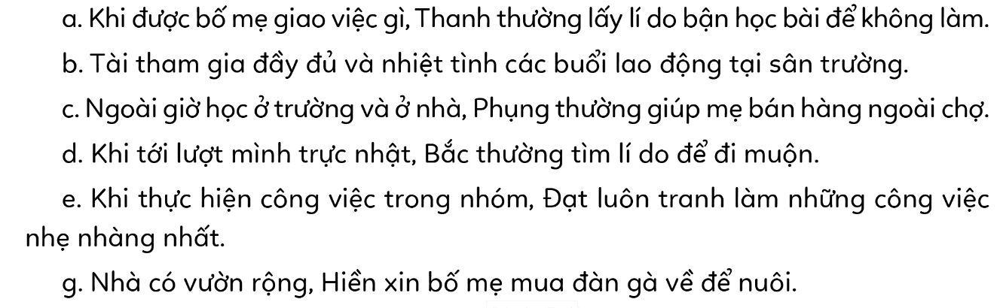 a. Khi được bố mẹ giao việc gì, Thanh thường lấy lí do bận học bài để không làm.
b. Tài tham gia đầy đủ và nhiệt tình các buổi lao động tại sân trường.
c. Ngoài giờ học ở trường và ở nhà, Phụng thường giúp mẹ bán hàng ngoài chợ.
d. Khi tới lượt mình trực nhật, Bắc thường tìm lí do để đi muộn.
e. Khi thực hiện công việc trong nhóm, Đạt luôn tranh làm những công việc
nhẹ nhàng nhất.
g. Nhà có vườn rộng, Hiền xin bố mẹ mua đàn gà về để nuôi.